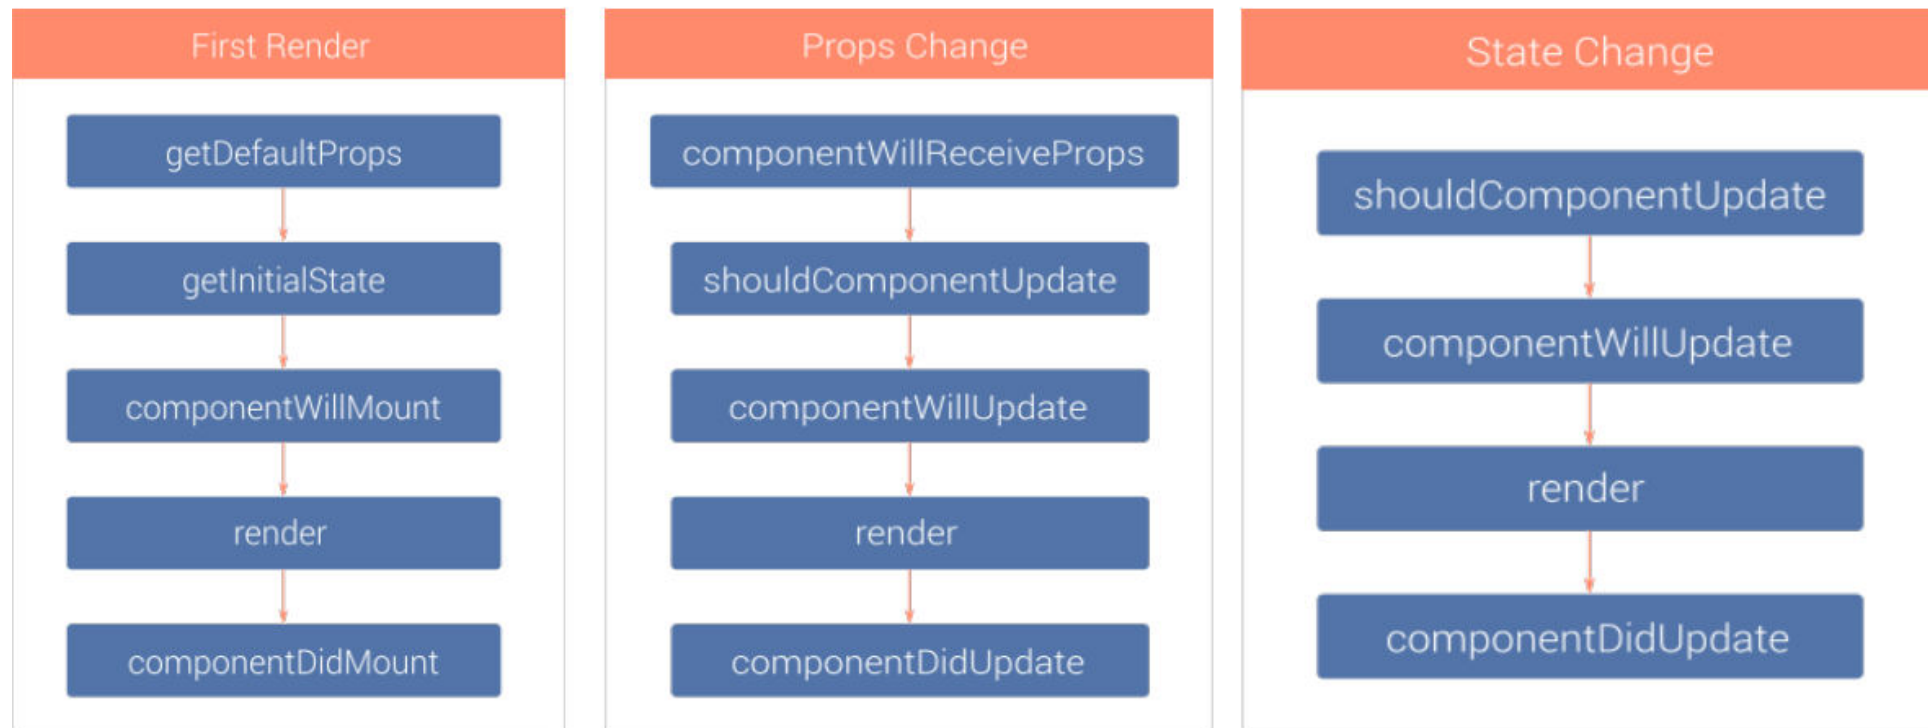 First Render
getDefaultProps
getInitialState
componentWillMount
render
componentDidMount
Props Change
componentWillReceiveProps
shouldComponentUpdate
componentWillUpdate
render
componentDidUpdate
State Change
shouldComponentUpdate
componentWillUpdate
render
componentDidUpdate